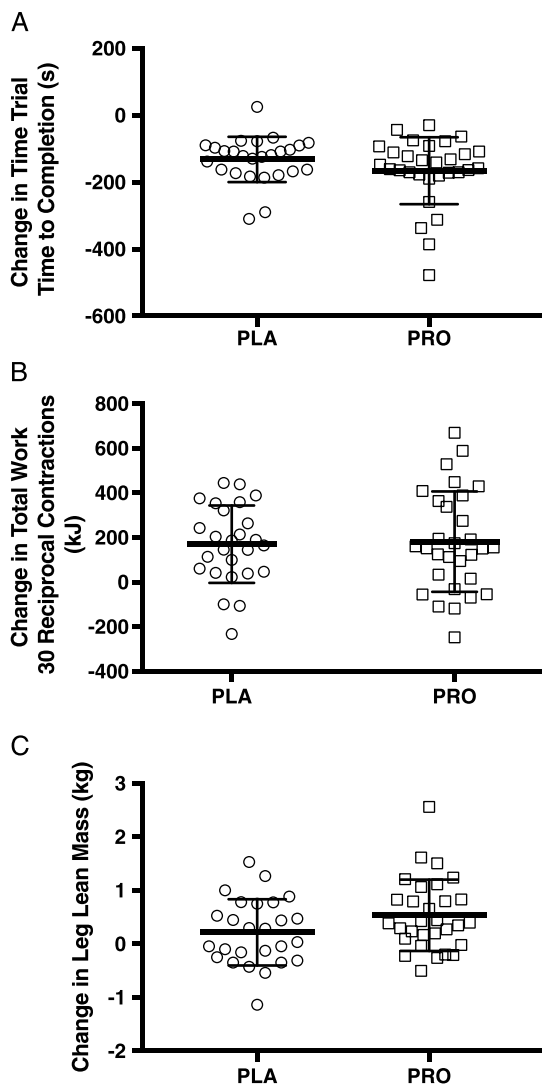 A
Change in Time Trial
Time to Completion (s)
200
0
-200
-400
-600
PLA
PRO
B
Change in Total Work
30 Reciprocal Contractions
(kJ)
800
600
400
200
0
-200
-400
PLA
PRO
C
Change in Leg Lean Mass (kg)
3
2
1
0
-1
-2
PLA
PRO